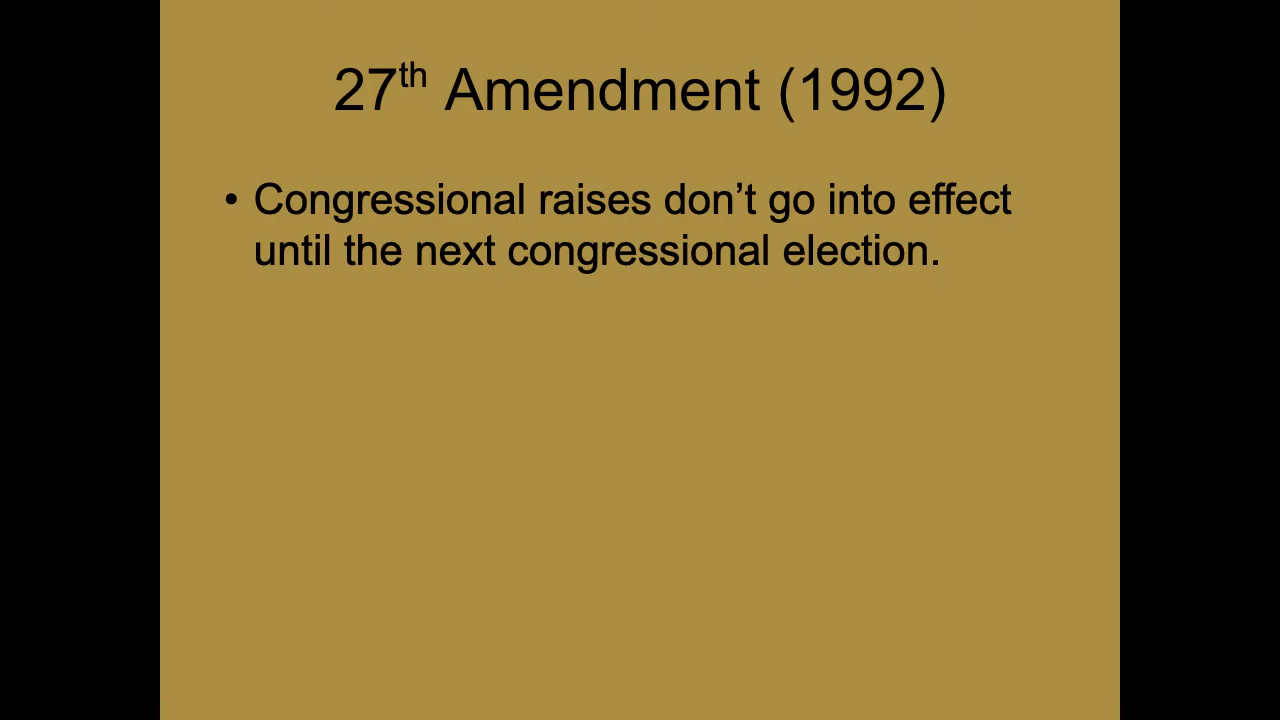 27th Amendment (1992)
• Congressional raises don’t go into effect
until the next congressional election.